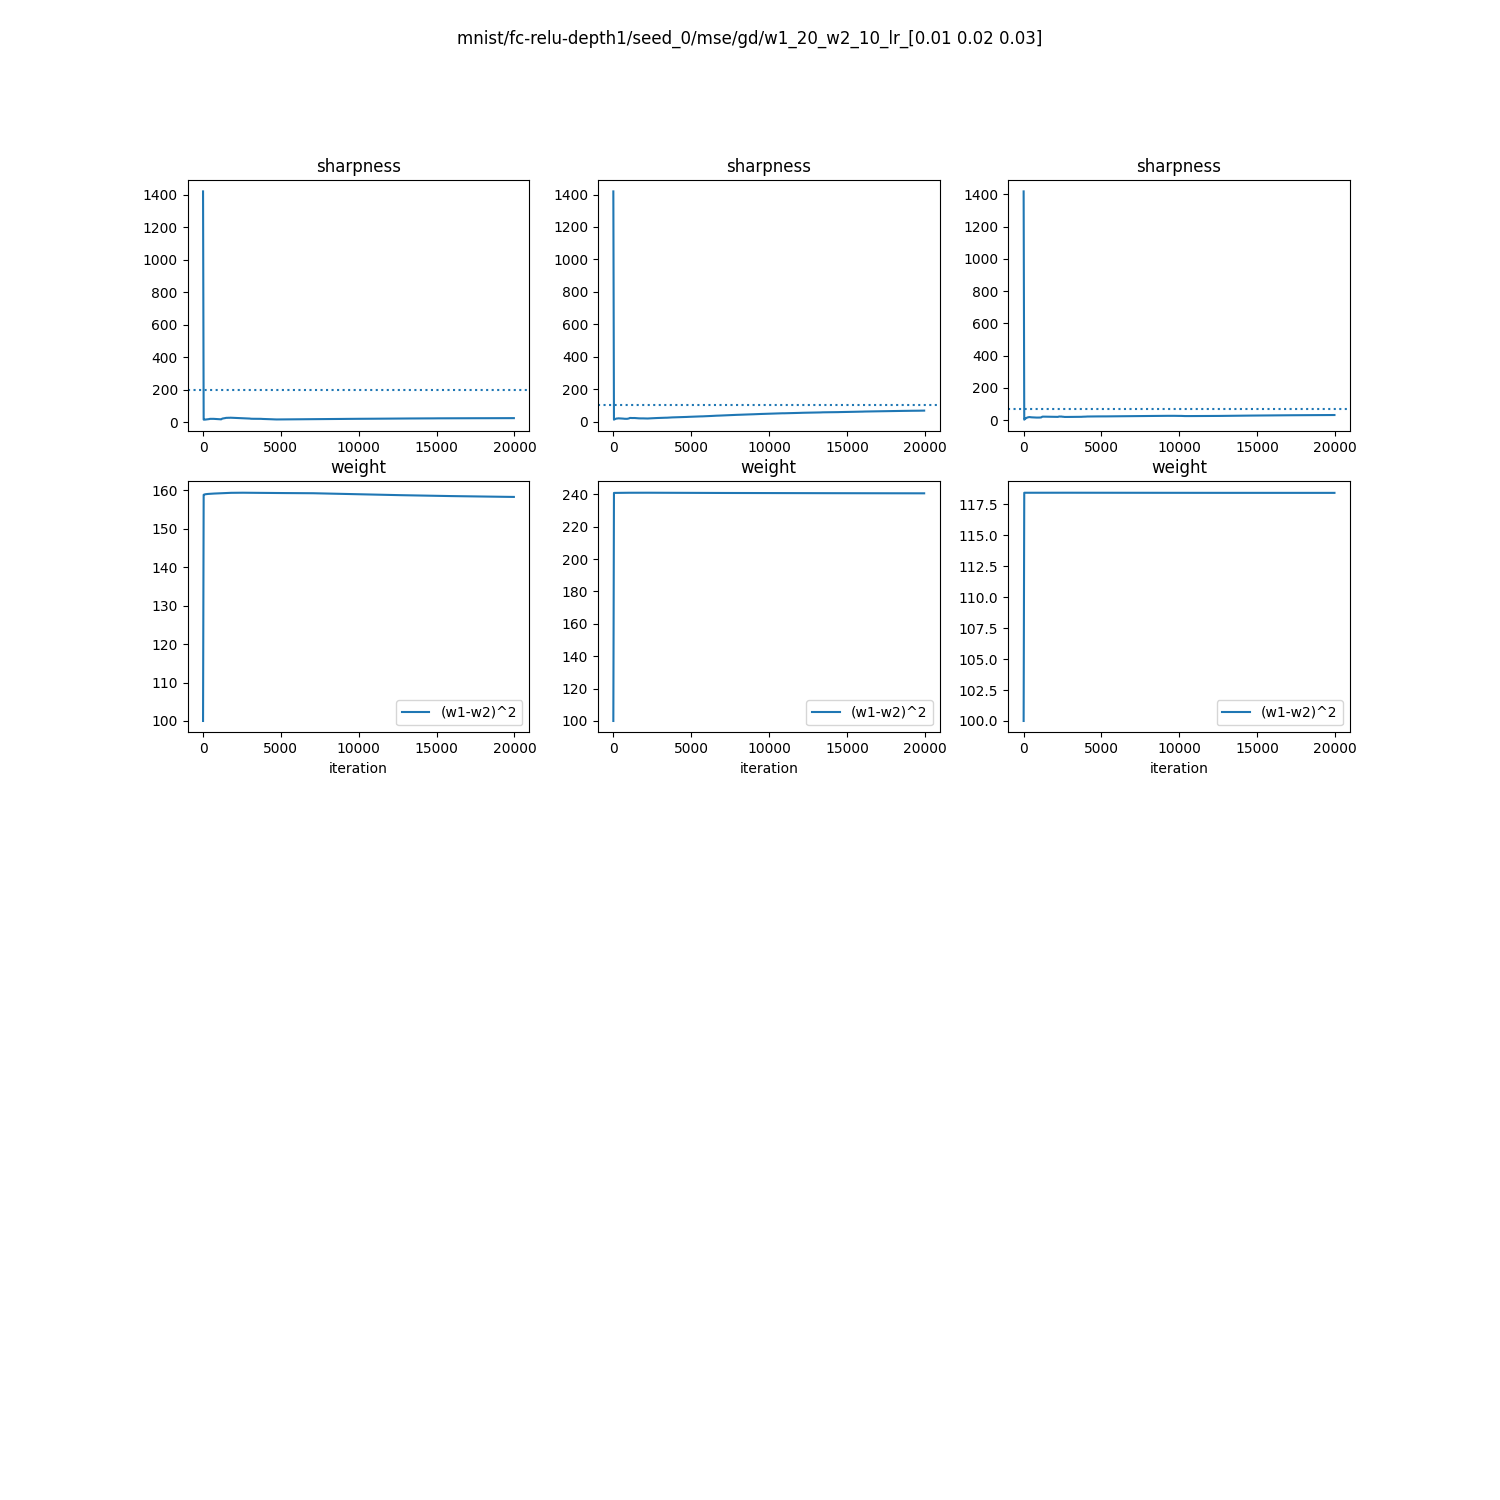 mnist/fc-relu-depth1/seed_0/mse/gd/w1_20_w2_10_lr_[0.01 0.02 0.03]
sharpness
1400
1200
1000
800
600
400
200
0
0 5000 10000 15000 20000
sharpness
1400
1200
1000
800
600
400
200
0
0 5000 10000 15000 20000
sharpness
1400
1200
1000
800
600
400
200
0
0 5000 10000 15000 20000
weight
160
150
140
130
120
110
100
(w1-w2)^2
0 5000 10000 15000 20000
iteration
weight
240
220
200
180
160
140
120
100
(w1-w2)^2
0 5000 10000 15000 20000
iteration
weight
117.5
115.0
112.5
110.0
107.5
105.0
102.5
100.0
(w1-w2)^2
0 5000 10000 15000 20000
iteration